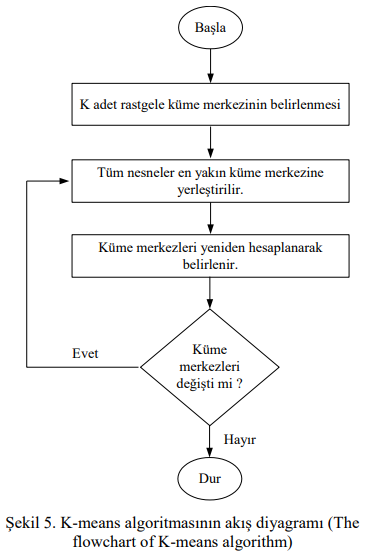 Başla
K adet rastgele küme merkezinin belirlenmesi
Tüm nesneler en yakın küme merkezine
yerleştirilir.
Küme merkezleri yeniden hesaplanarak
belirlenir.
Küme
merkezleri
değişti mi ?
Evet
Hayır
Dur
Şekil 5. K-means algoritmasının akış diyagramı (The
flowchart of K-means algorithm)